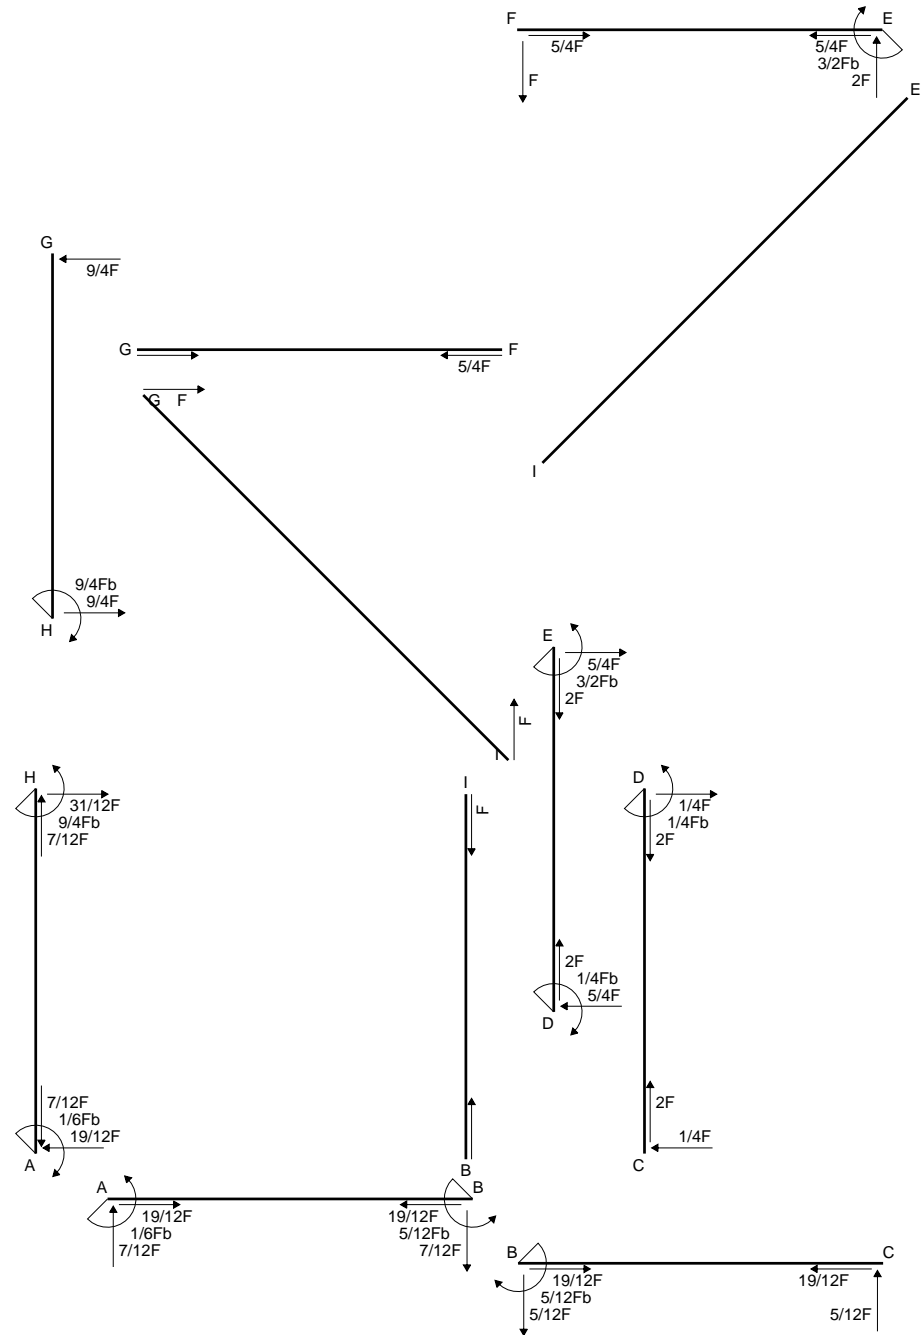 F
E
5/4F
5/4F
F
3/2Fb
2F
E
G
9/4F
G
F
5/4F
G F
I
9/4Fb
9/4F
H
E
5/4F
3/2Fb
2F
F
I
H
31/12F
9/4Fb
7/12F
I
F
D
1/4F
1/4Fb
2F
2F
1/4Fb
5/4F
D
7/12F
1/6Fb
19/12F
A
2F
1/4F
C
B
A
B
19/12F
1/6Fb
7/12F
19/12F
5/12Fb
7/12F
B
C
19/12F
5/12Fb
5/12F
19/12F
5/12F